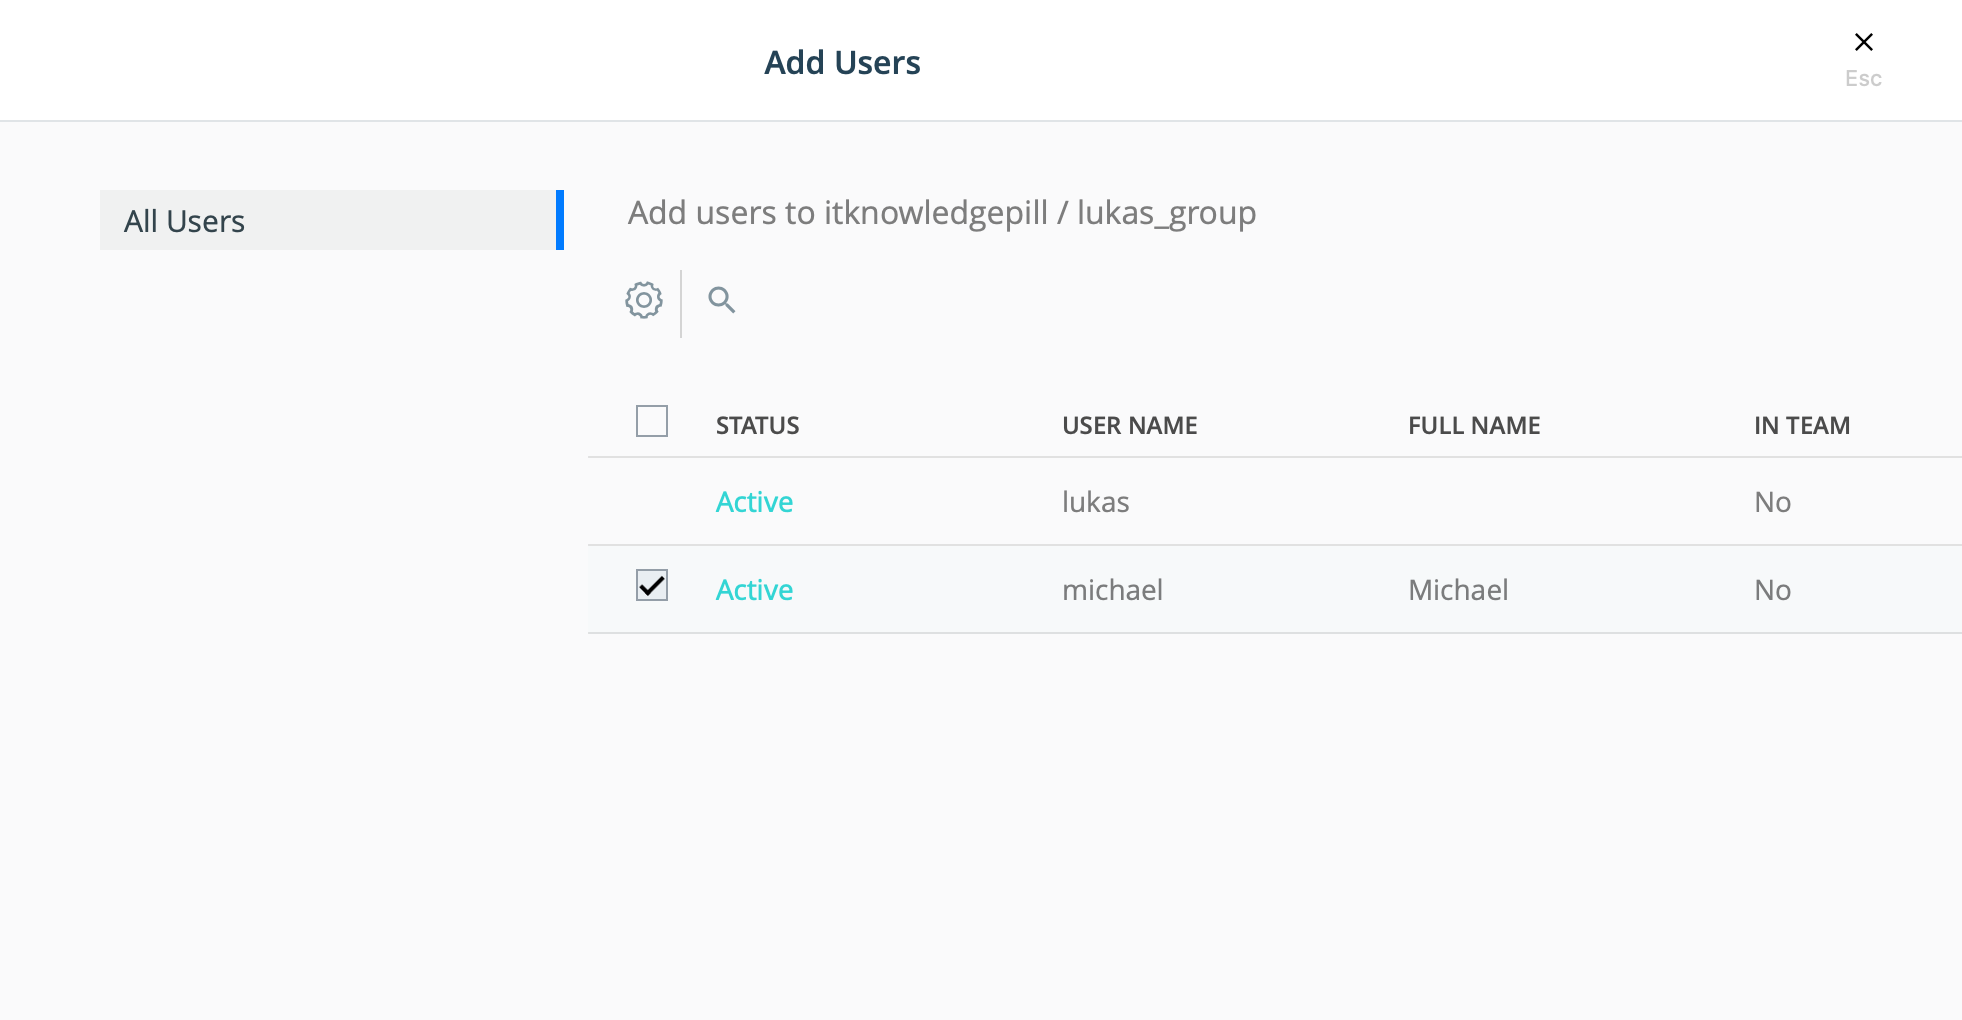 Add Users
Esc
All Users
Add users to itknowledgepill / lukas_group
STATUS USER NAME FULL NAME IN TEAM
Active lukas No
Active michael Michael No